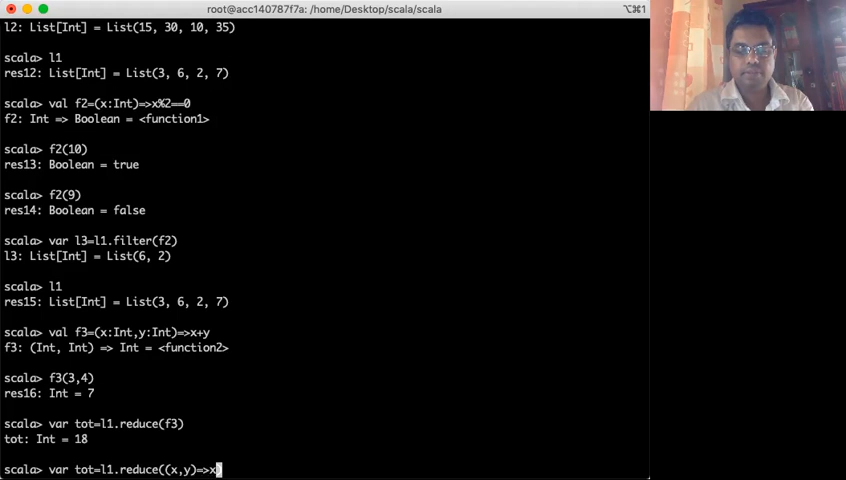 root@acc140787f7a: /home/Desktop/scala/scala
⌥⌘1
l2: List[Int] = List(15, 30, 10, 35)
scala> l1
res12: List[Int] = List(3, 6, 2, 7)
scala> val f2=(x:Int)=>x%2==0
f2: Int => Boolean = <function1>
scala> f2(10)
res13: Boolean = true
scala> f2(9)
res14: Boolean = false
scala> var l3=l1.filter(f2)
l3: List[Int] = List(6, 2)
scala> l1
res15: List[Int] = List(3, 6, 2, 7)
scala> val f3=(x:Int,y:Int)=>x+y
f3: (Int, Int) => Int = <function2>
scala> f3(3,4)
res16: Int = 7
scala> var tot=l1.reduce(f3)
tot: Int = 18
scala> var tot=l1.reduce((x,y)=>x)